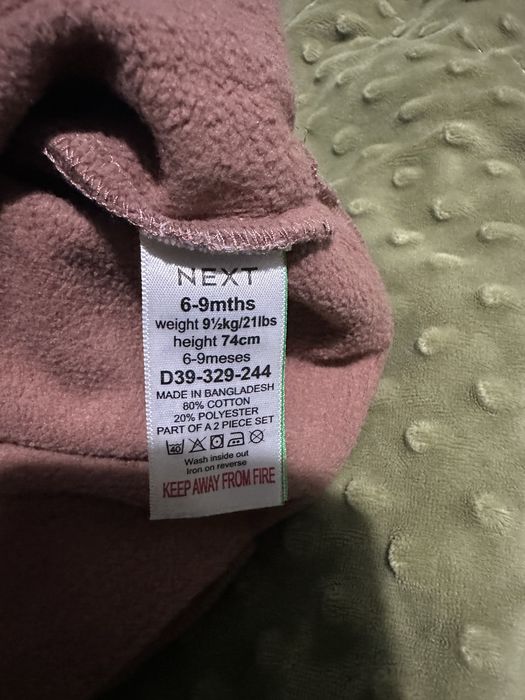 NEXT
6-9mths
weight 9½kg/21lbs
height 74cm
6-9meses
D39-329-244
MADE IN BANGLADESH
80% COTTON
20% POLYESTER
PART OF A 2 PIECE SET
40
Wash inside out
Iron on reverse
KEEP AWAY FROM FIRE